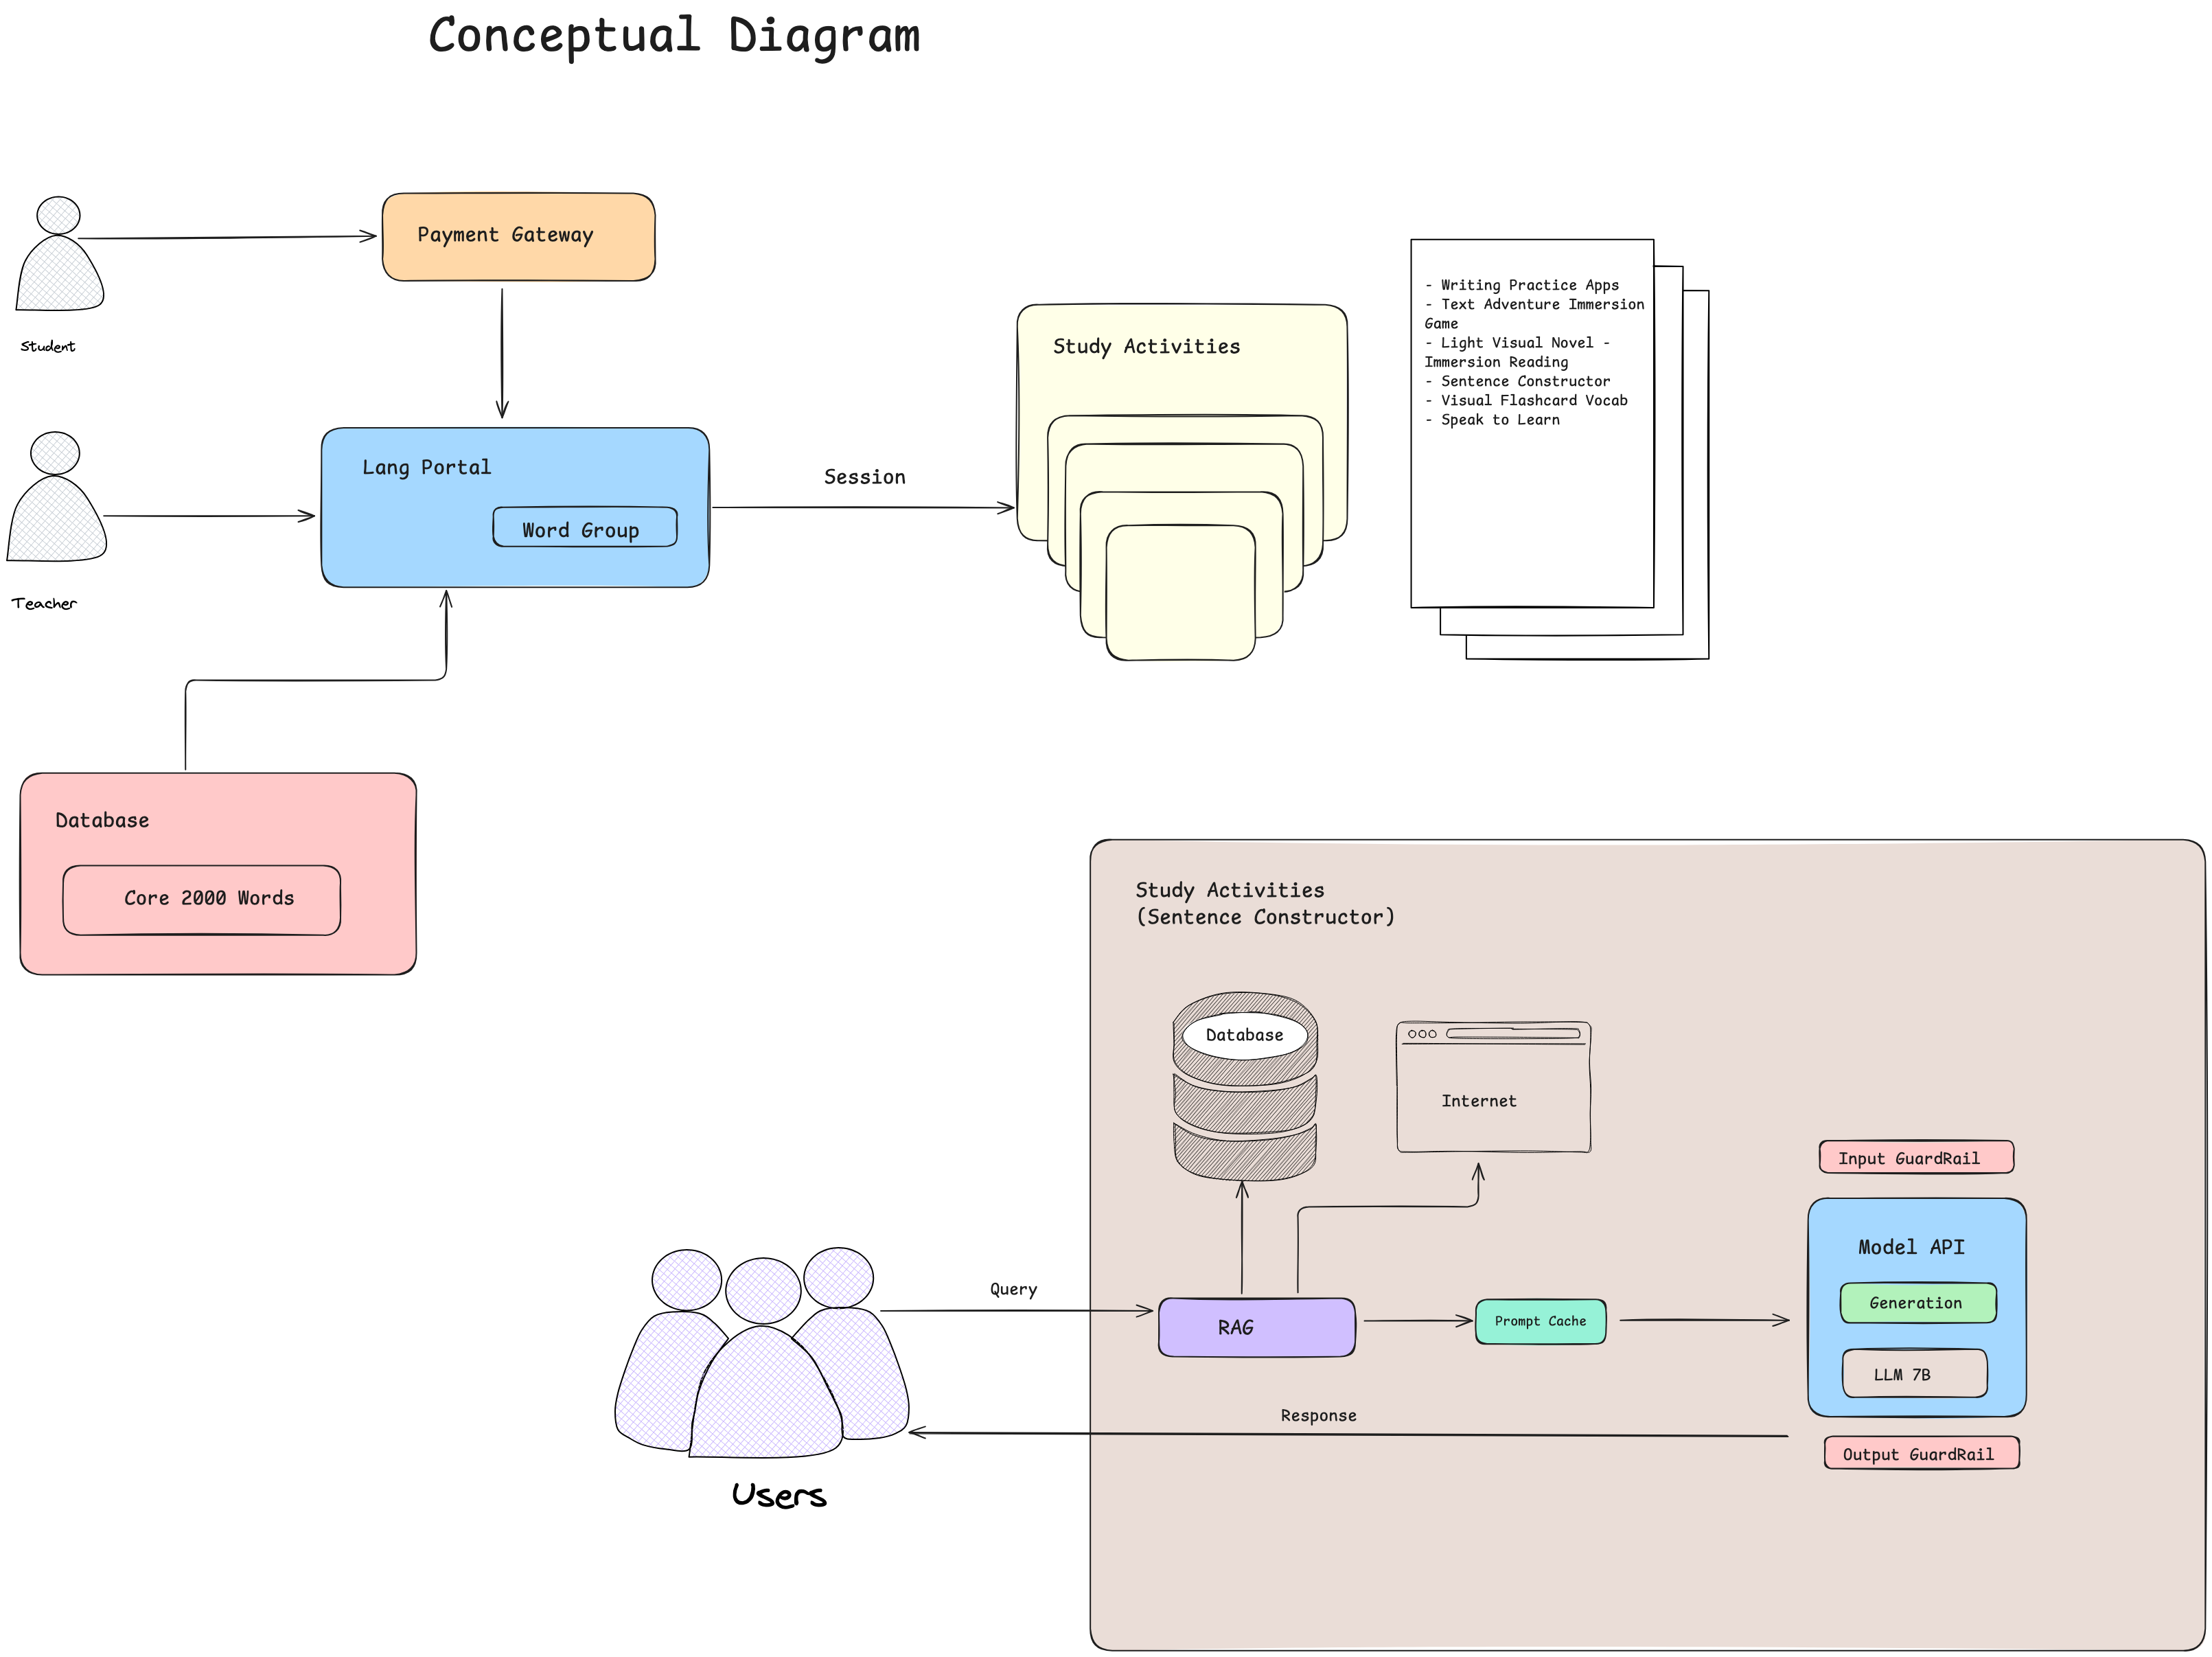 Conceptual Diagram
Payment Gateway
Student
Lang Portal
Word Group
Teacher
Session
Study Activities
- Writing Practice Apps
- Text Adventure Immersion
Game
- Light Visual Novel -
Immersion Reading
- Sentence Constructor
- Visual Flashcard Vocab
- Speak to Learn
Database
Core 2000 Words
Study Activities
(Sentence Constructor)
Database
Internet
Input GuardRail
Model API
Generation
LLM 7B
Output GuardRail
Query
RAG
Prompt Cache
Response
Users